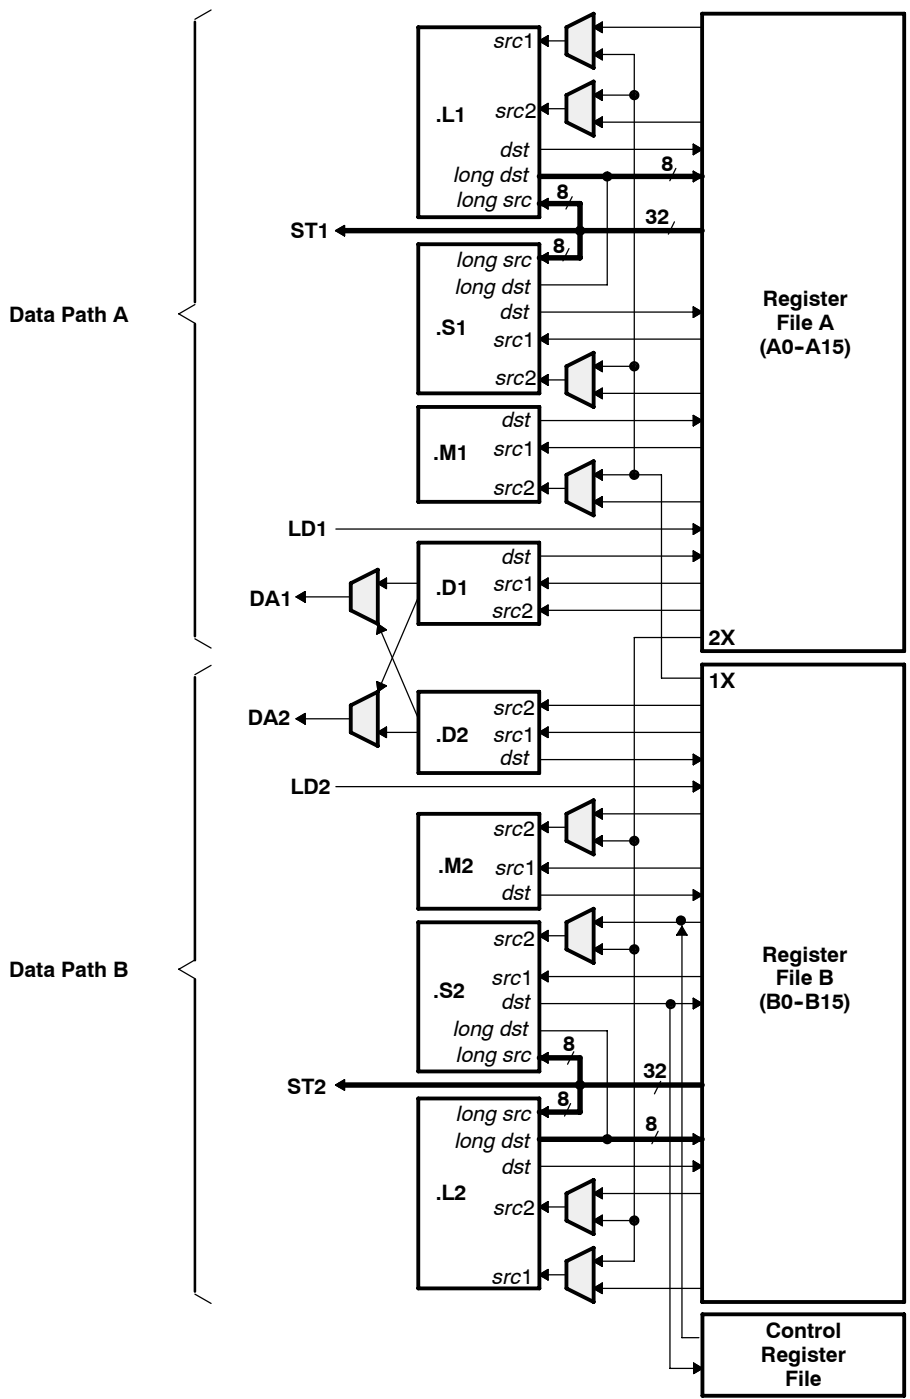 src1
.L1
src2
dst
long dst
8
long src
8
ST1
32
8
long src
long dst
dst
.S1
src1
src2
Data Path A
Register
File A
(A0-A15)
dst
.M1
src1
src2
LD1
dst
.D1
src1
src2
DA1
2X
1X
DA2
src2
.D2
src1
dst
LD2
src2
.M2
src1
dst
src2
src1
.S2
dst
long dst
8
long src
Data Path B
Register
File B
(B0-B15)
ST2
32
8
long src
long dst
8
dst
.L2
src2
src1
Control
Register
File